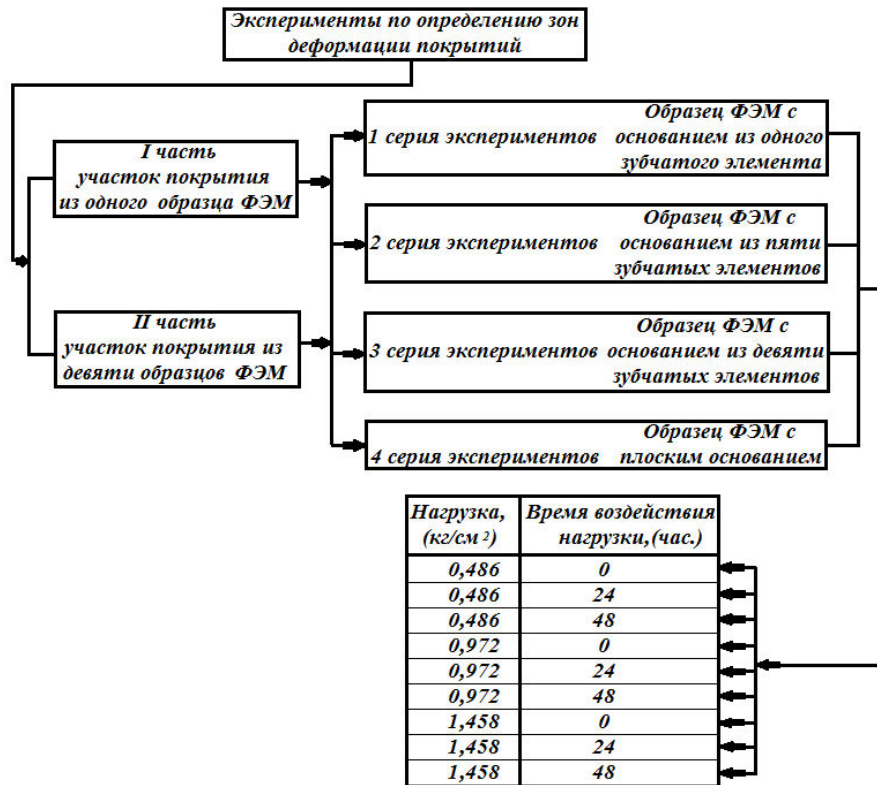 Эксперименты по определению зон
деформации покрытий
I часть
участок покрытия
из одного образца ФЭМ
II часть
участок покрытия из
девяти образцов ФЭМ
1 серия экспериментов
Образец ФЭМ с
основанием из одного
зубчатого элемента
2 серия экспериментов
Образец ФЭМ с
основанием из пяти
зубчатых элементов
3 серия экспериментов
Образец ФЭМ с
основанием из девяти
зубчатых элементов
4 серия экспериментов
Образец ФЭМ с
плоским основанием
Нагрузка, (кг/см ²)
Время воздействия нагрузки,(час.)
0,486 0
0,486 24
0,486 48
0,972 0
0,972 24
0,972 48
1,458 0
1,458 24
1,458 48